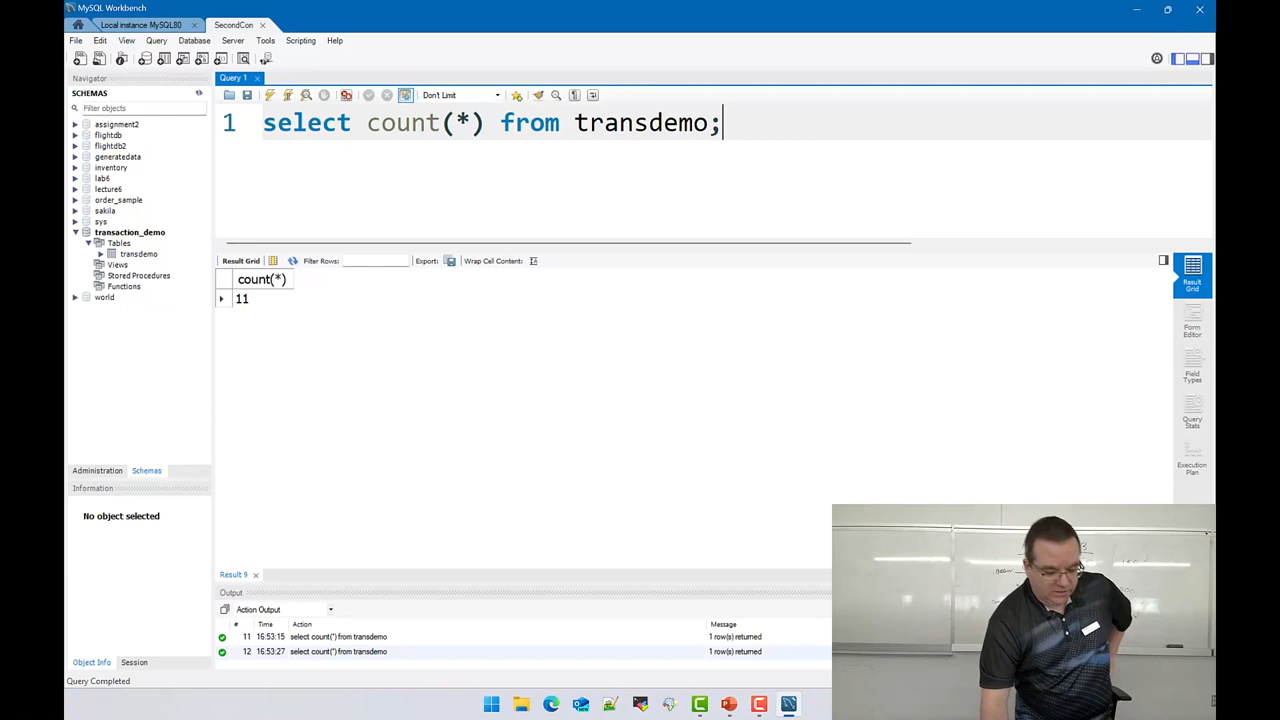 MySQL Workbench
Local instance MySQL80 × SecondCon ×
File Edit View Query Database Server Tools Scripting Help
Navigator
SCHEMAS
Filter objects
assignment2
flightdb
flightdb2
generatedata
inventory
lab6
lecture6
order_sample
sakila
sys
transaction_demo
Tables
transdemo
Views
Stored Procedures
Functions
world
Administration Schemas
Information
No object selected
Object Info Session
Query Completed
Query 1 ×
Don't Limit
1 select count(*) from transdemo;
Result Grid Filter Rows: Export: Wrap Cell Contents:
count(*)
11
Result Grid
Form Editor
Field Types
Query Stats
Execution Plan
Result 9 ×
Output
Action Output
# Time Action Message
11 16:53:15 select count(*) from transdemo 1 row(s) returned
12 16:53:27 select count(*) from transdemo 1 row(s) returned